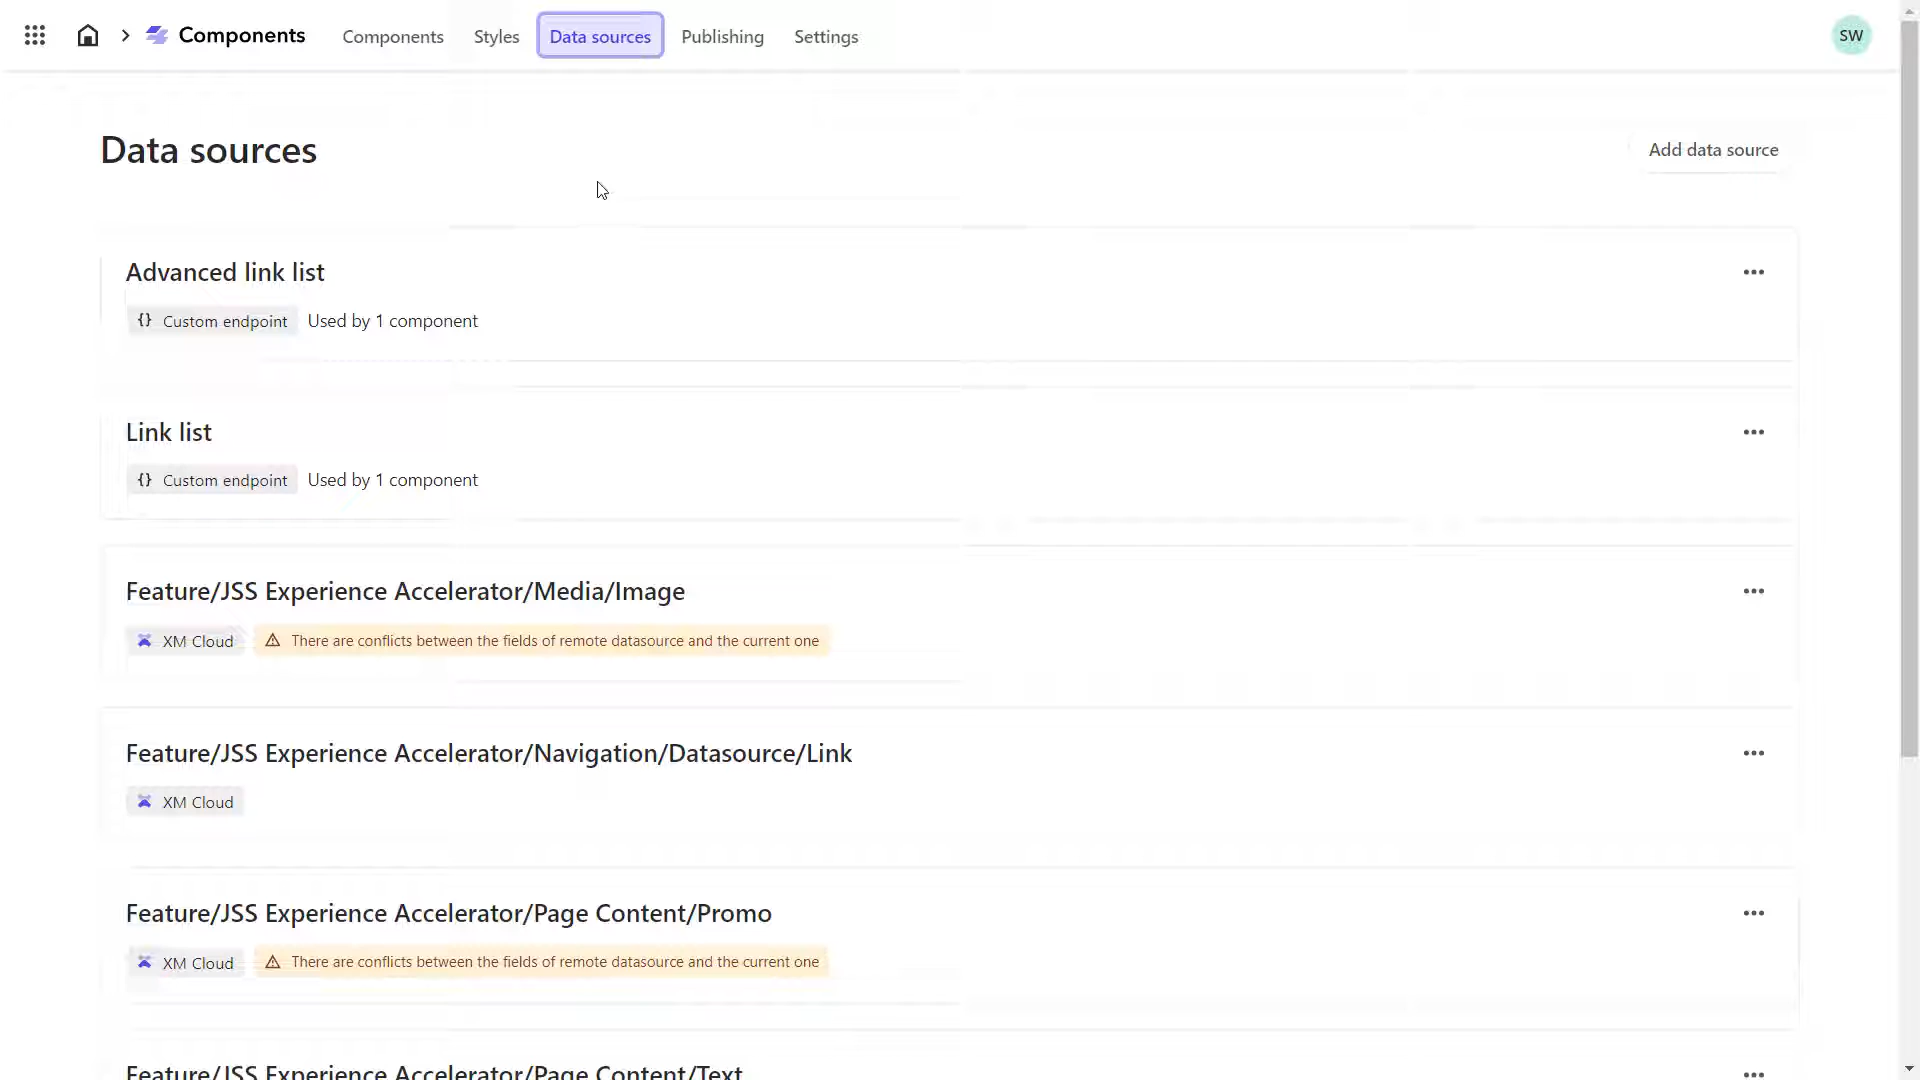 Components Components Styles Data sources Publishing Settings SW
Data sources Add data source
Advanced link list
{} Custom endpoint Used by 1 component
Link list
{} Custom endpoint Used by 1 component
Feature/JSS Experience Accelerator/Media/Image
XM Cloud There are conflicts between the fields of remote datasource and the current one
Feature/JSS Experience Accelerator/Navigation/Datasource/Link
XM Cloud
Feature/JSS Experience Accelerator/Page Content/Promo
XM Cloud There are conflicts between the fields of remote datasource and the current one
Feature/JSS Experience Accelerator/Page Content/Text